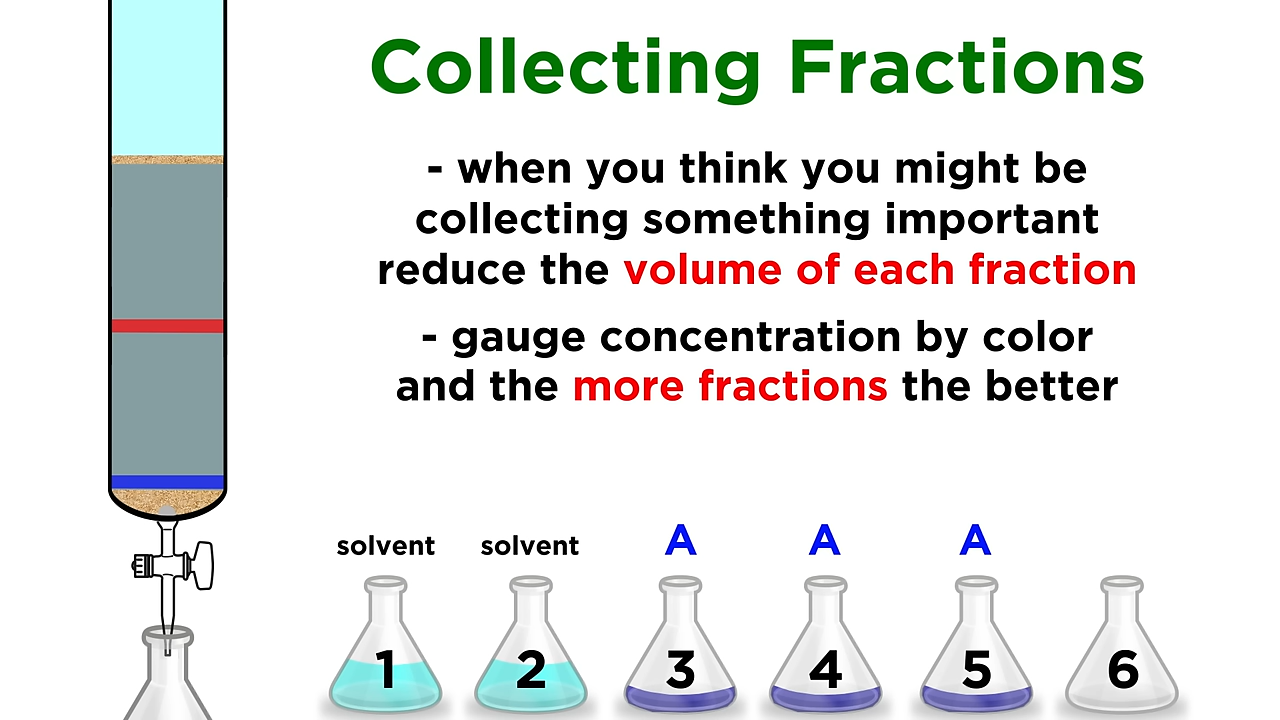 Collecting Fractions
- when you think you might be
collecting something important
reduce the volume of each fraction
- gauge concentration by color
and the more fractions the better
solvent solvent A A A
1 2 3 4 5 6